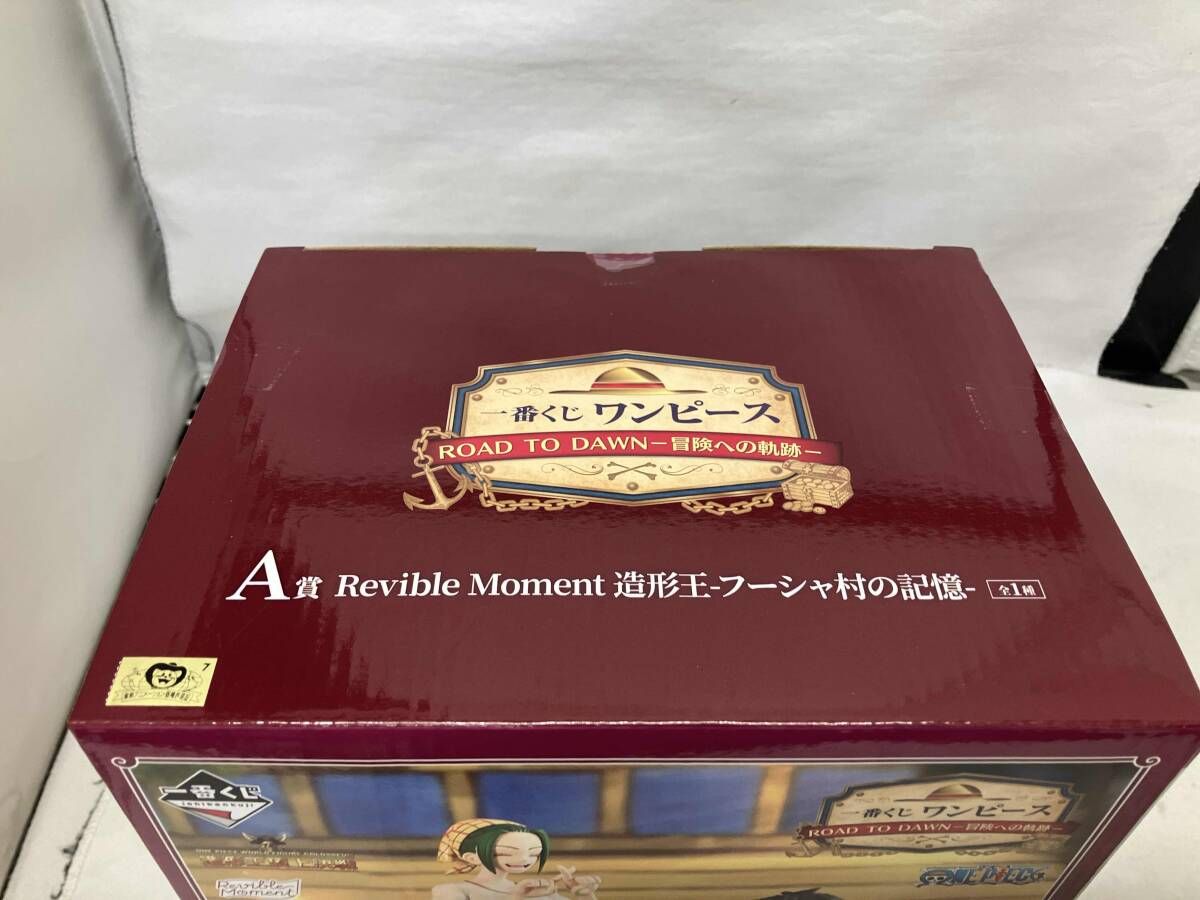 一番くじ ワンピース
ROAD TO DAWN－冒険への軌跡－
A賞 Revible Moment 造形王-フーシャ村の記憶- 全1種
7
一番くじ
ichibankuji
一番くじ ワンピース
ROAD TO DAWN－冒険への軌跡－
Revible
Moment
ONE PIECE